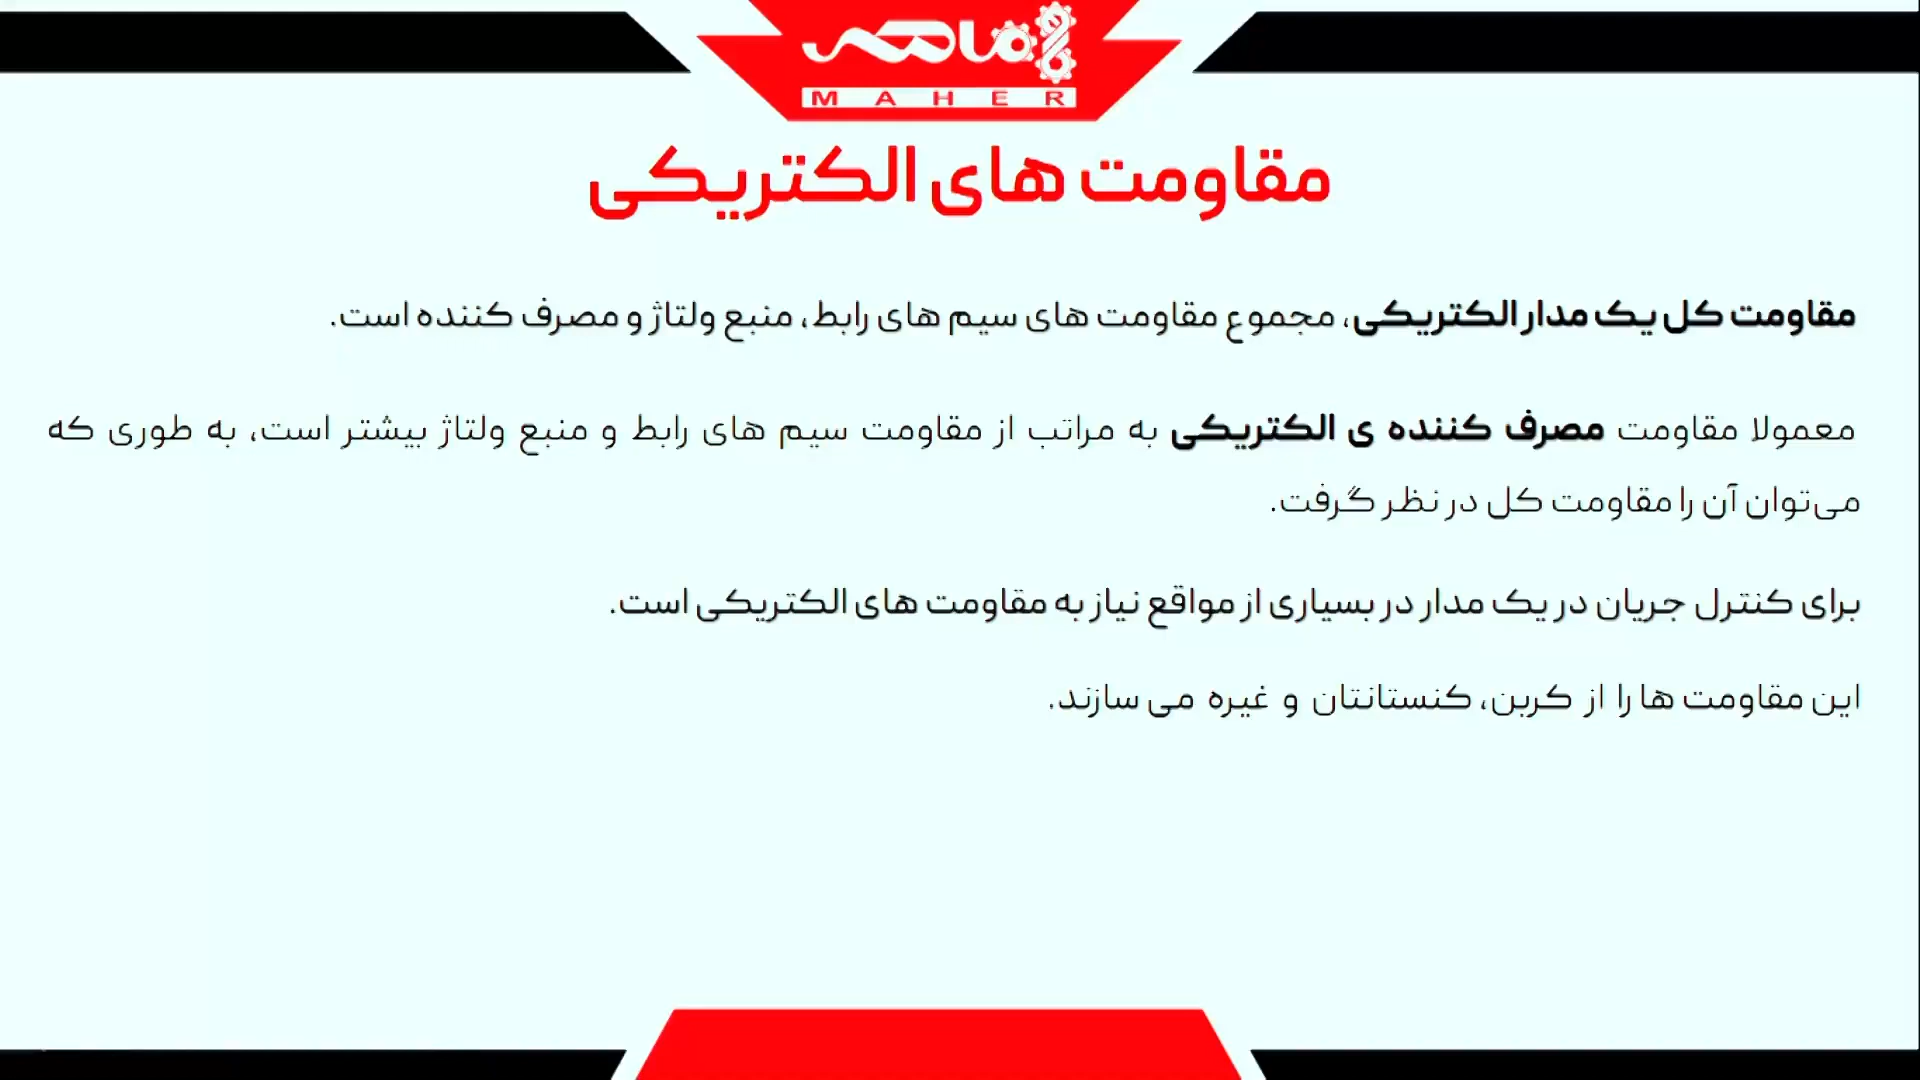 ماهر
MAHER
مقاومت های الکتریکی
مقاومت کل یک مدار الکتریکی، مجموع مقاومت های سیم های رابط، منبع ولتاژ و مصرف کننده است.
معمولا مقاومت مصرف کننده ی الکتریکی به مراتب از مقاومت سیم های رابط و منبع ولتاژ بیشتر است، به طوری که
می‌توان آن را مقاومت کل در نظر گرفت.
برای کنترل جریان در یک مدار در بسیاری از مواقع نیاز به مقاومت های الکتریکی است.
این مقاومت ها را از کربن، کنستانتان و غیره می سازند.